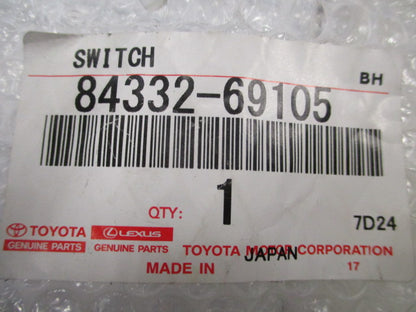 SWITCH
BH
84332-69105
QTY: 1
7D24
TOYOTA LEXUS
GENUINE PARTS GENUINE PARTS TOYOTA MOTOR CORPORATION
MADE IN JAPAN 17